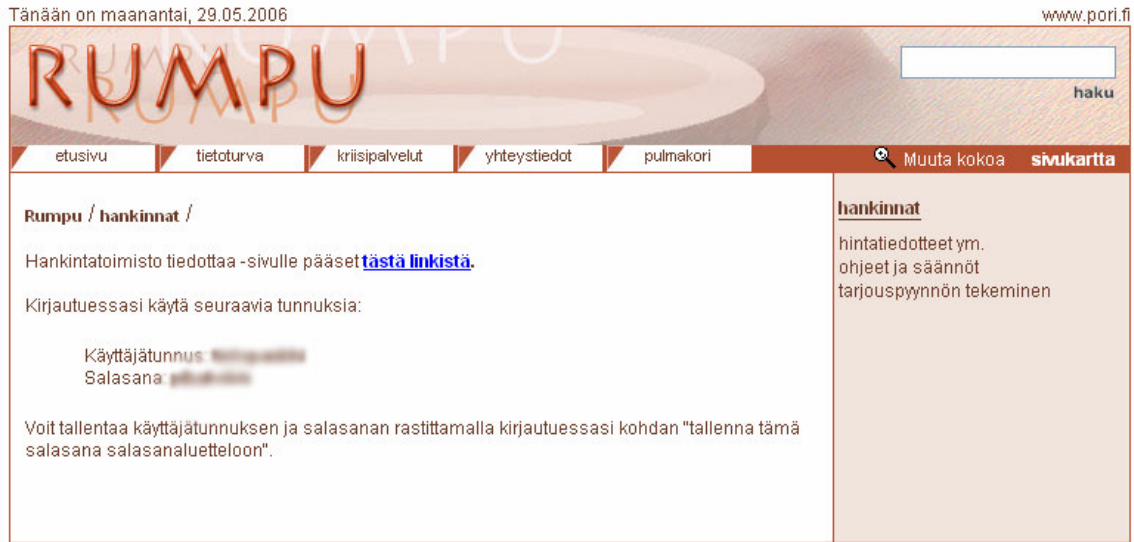 Tänään on maanantai, 29.05.2006
www.pori.fi
RUMPU
haku
etusivu
tietoturva
kriisipalvelut
yhteystiedot
pulmakori
Muuta kokoa
sivukartta
Rumpu / hankinnat /
Hankintatoimisto tiedottaa -sivulle pääset tästä linkistä.
Kirjautuessasi käytä seuraavia tunnuksia:
Käyttäjätunnus:
Salasana:
Voit tallentaa käyttäjätunnuksen ja salasanan rastittamalla kirjautuessasi kohdan "tallenna tämä
salasana salasanaluetteloon".
hankinnat
hintatiedotteet ym.
ohjeet ja säännöt
tarjouspyynnön tekeminen